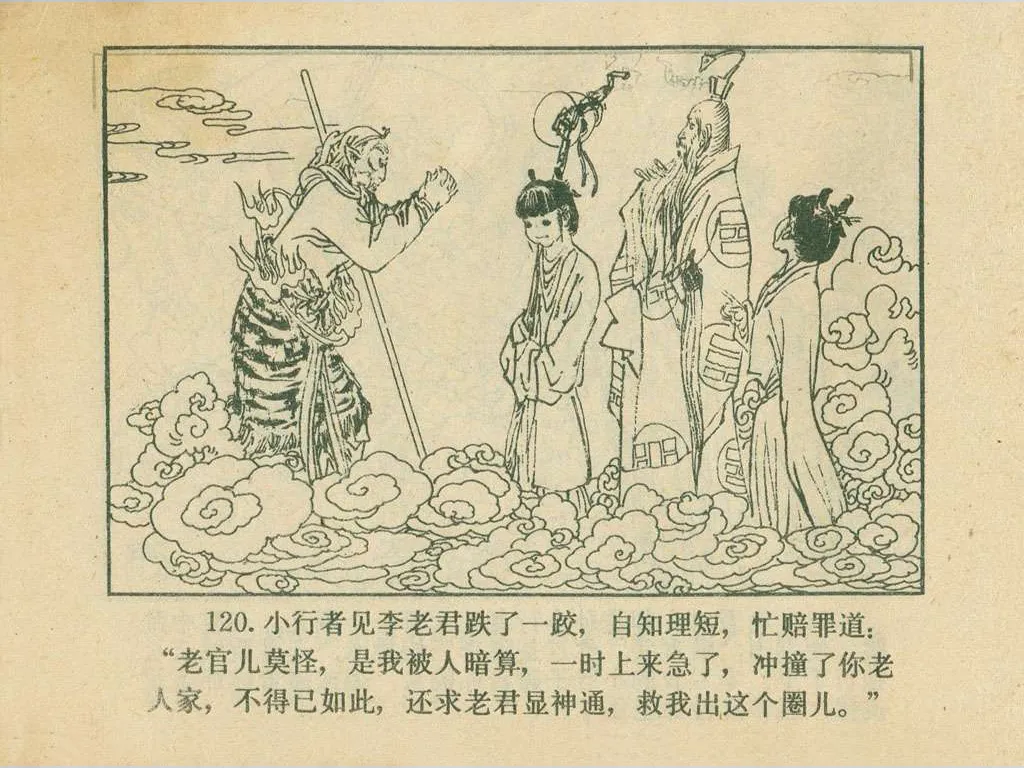 120. 小行者见李老君跌了一跤，自知理短，忙赔罪道：
“老官儿莫怪，是我被人暗算，一时上来急了，冲撞了你老
人家，不得已如此，还求老君显神通，救我出这个圈儿。”